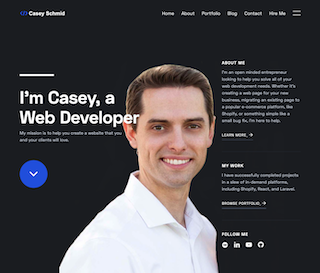 </> Casey Schmid
Home About Portfolio Blog Contact Hire Me
I'm Casey, a
Web Developer
My mission is to help you create a website that you
and your clients will love.
ABOUT ME
I'm an open minded entrepreneur
looking to help you solve all of your
web development needs. Whether it's
creating a web page for your new
business, migrating an existing page to
a popular e-commerce platform, like
Shopify, or something simple like a
small bug fix, I'm here to help.
LEARN MORE
MY WORK
I have successfully completed projects
in a slew of in-demand platforms,
including Shopify, React, and Laravel.
BROWSE PORTFOLIO
FOLLOW ME